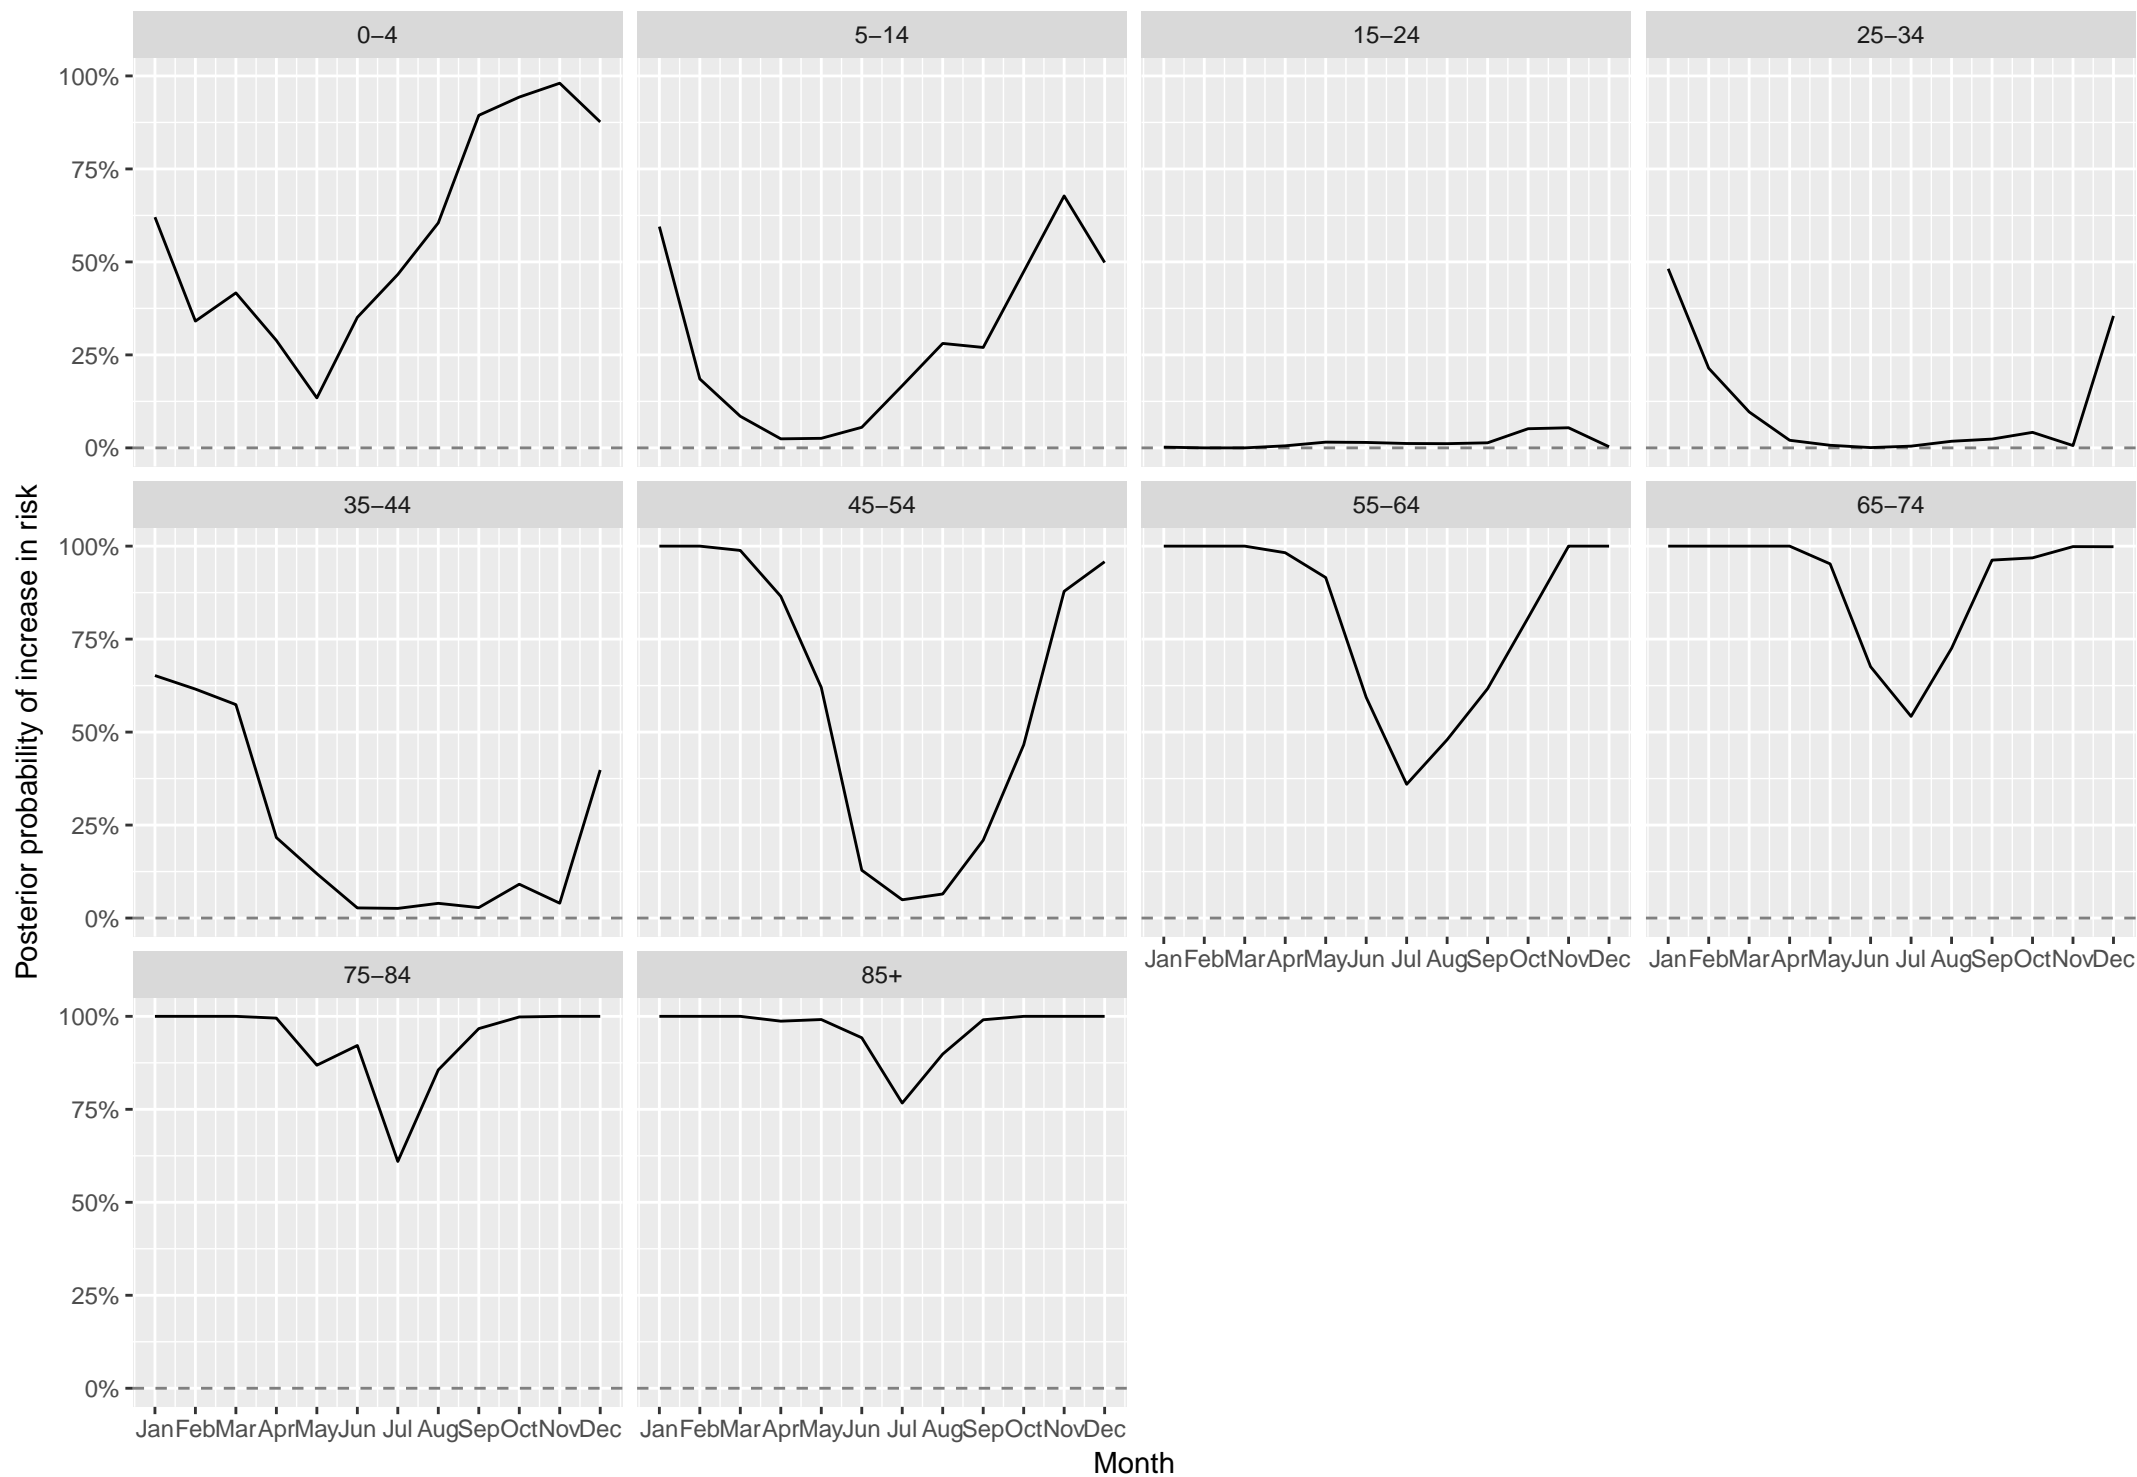 0−4 5−14 15−24 25−34
100%
75%
50%
25%
0%
35−44 45−54 55−64 65−74
100%
75%
50%
25%
0%
Jan Feb Mar Apr May Jun Jul Aug Sep Oct Nov Dec Jan Feb Mar Apr May Jun Jul Aug Sep Oct Nov Dec
75−84 85+
100%
75%
50%
25%
0%
Jan Feb Mar Apr May Jun Jul Aug Sep Oct Nov Dec Jan Feb Mar Apr May Jun Jul Aug Sep Oct Nov Dec
Month
Posterior probability of increase in risk